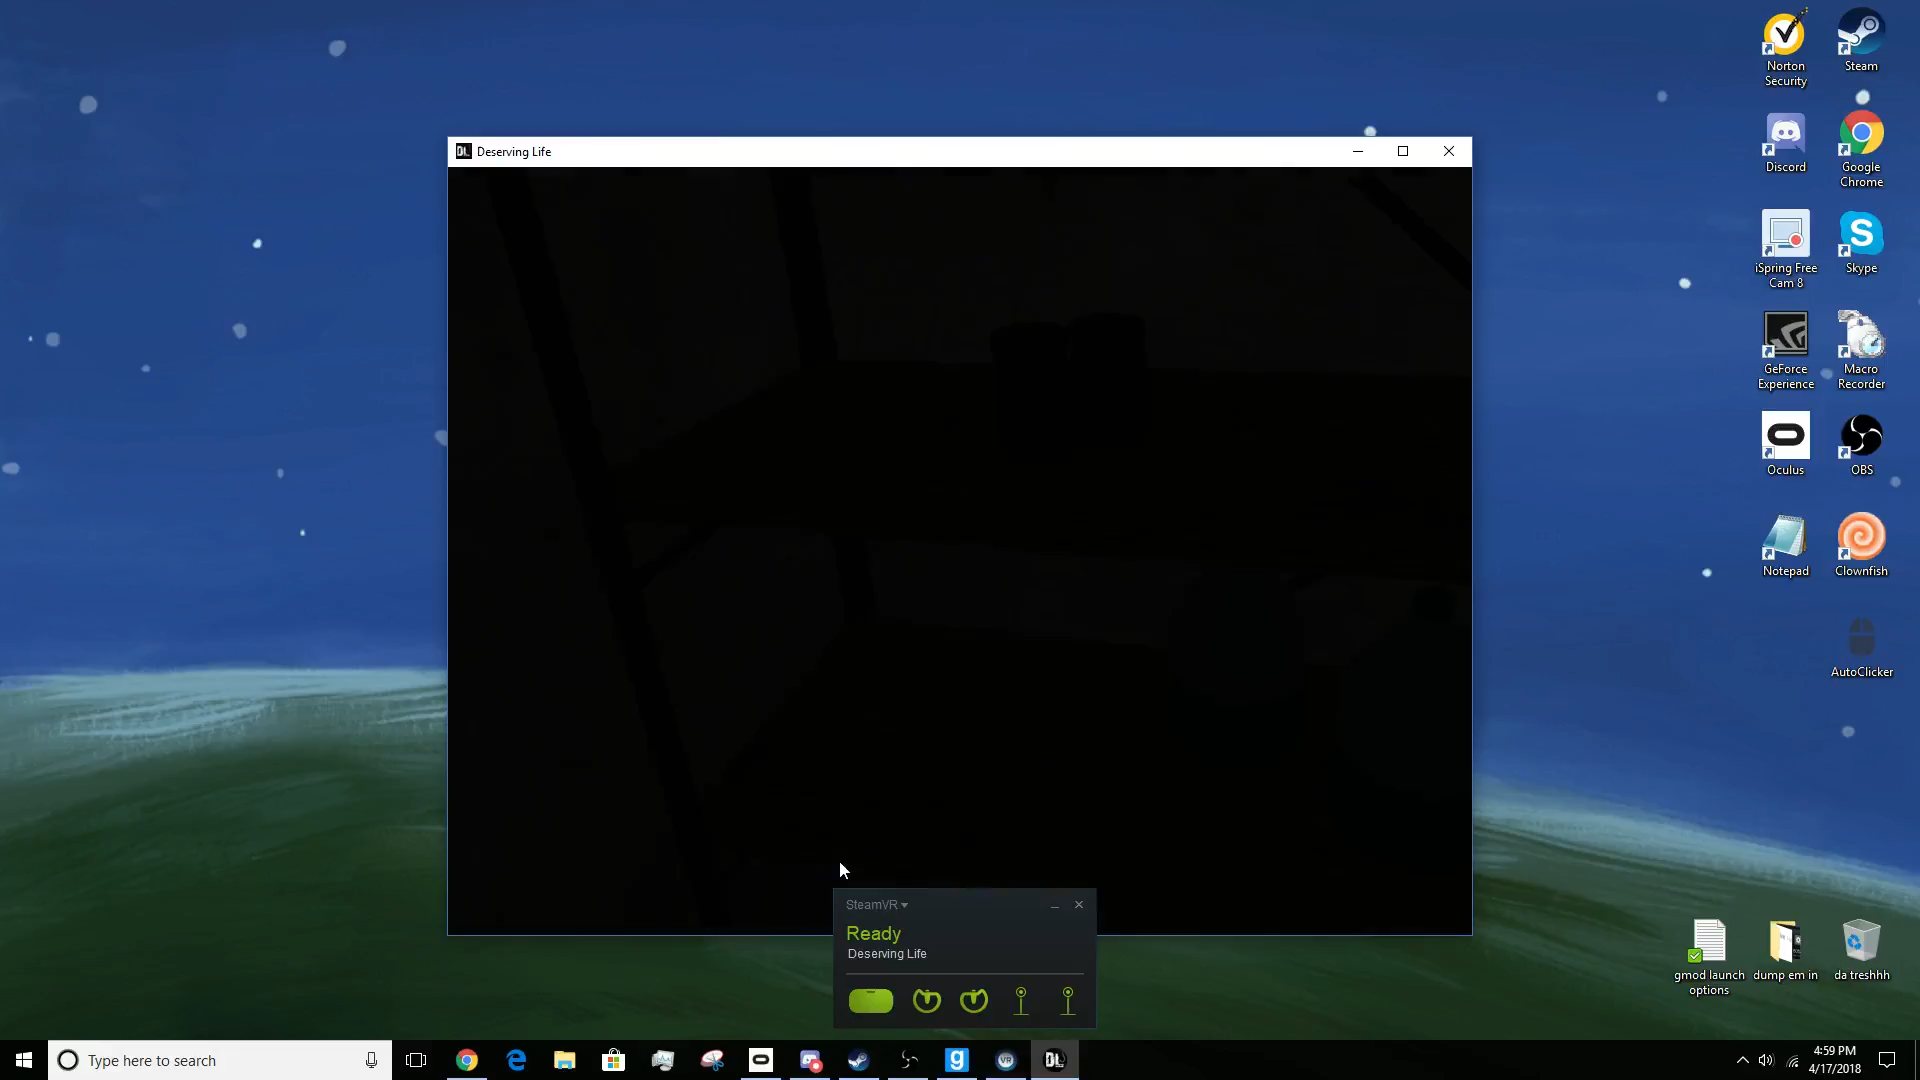 Deserving Life
Norton
Security
Steam
Discord
Google
Chrome
iSpring Free
Cam 8
Skype
GeForce
Experience
Macro
Recorder
Oculus
OBS
Notepad
Clownfish
AutoClicker
SteamVR
Ready
Deserving Life
gmod launch
options
dump em in
da treshhh
Type here to search
VR
DL
4:59 PM
4/17/2018